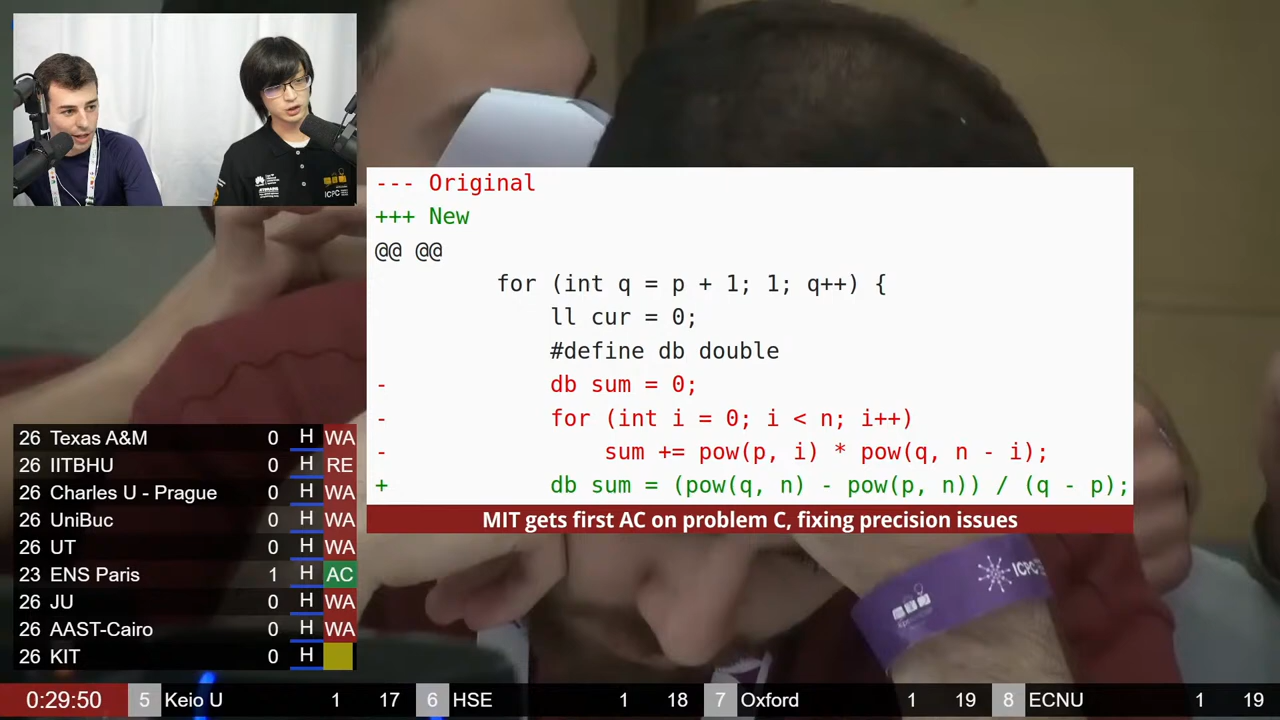 --- Original
+++ New
@@ @@
for (int q = p + 1; 1; q++) {
ll cur = 0;
#define db double
- db sum = 0;
- for (int i = 0; i < n; i++)
- sum += pow(p, i) * pow(q, n - i);
+ db sum = (pow(q, n) - pow(p, n)) / (q - p);
MIT gets first AC on problem C, fixing precision issues
26 Texas A&M 0 H WA
26 IITBHU 0 H RE
26 Charles U - Prague 0 H WA
26 UniBuc 0 H WA
26 UT 0 H WA
23 ENS Paris 1 H AC
26 JU 0 H WA
26 AAST-Cairo 0 H WA
26 KIT 0 H
0:29:50 5 Keio U 1 17 6 HSE 1 18 7 Oxford 1 19 8 ECNU 1 19
ICPC
ICPC